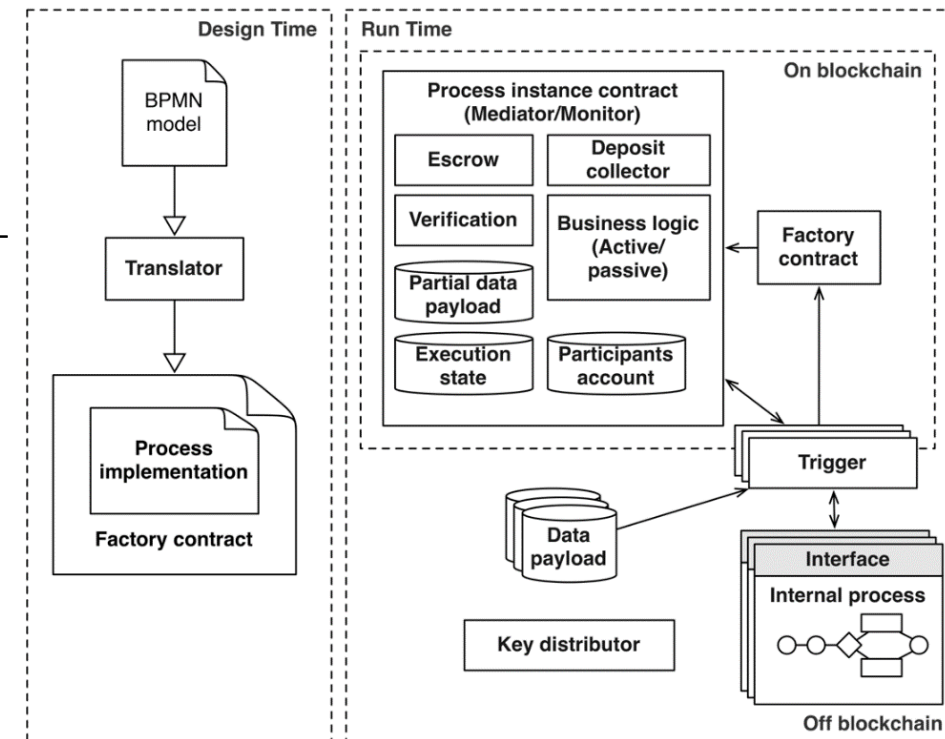 Design Time
BPMN
model
Translator
Process
implementation
Factory contract
Run Time
On blockchain
Process instance contract
(Mediator/Monitor)
Escrow
Deposit
collector
Verification
Business logic
(Active/
passive)
Partial data
payload
Execution
state
Participants
account
Factory
contract
Trigger
Data
payload
Interface
Internal process
Key distributor
Off blockchain